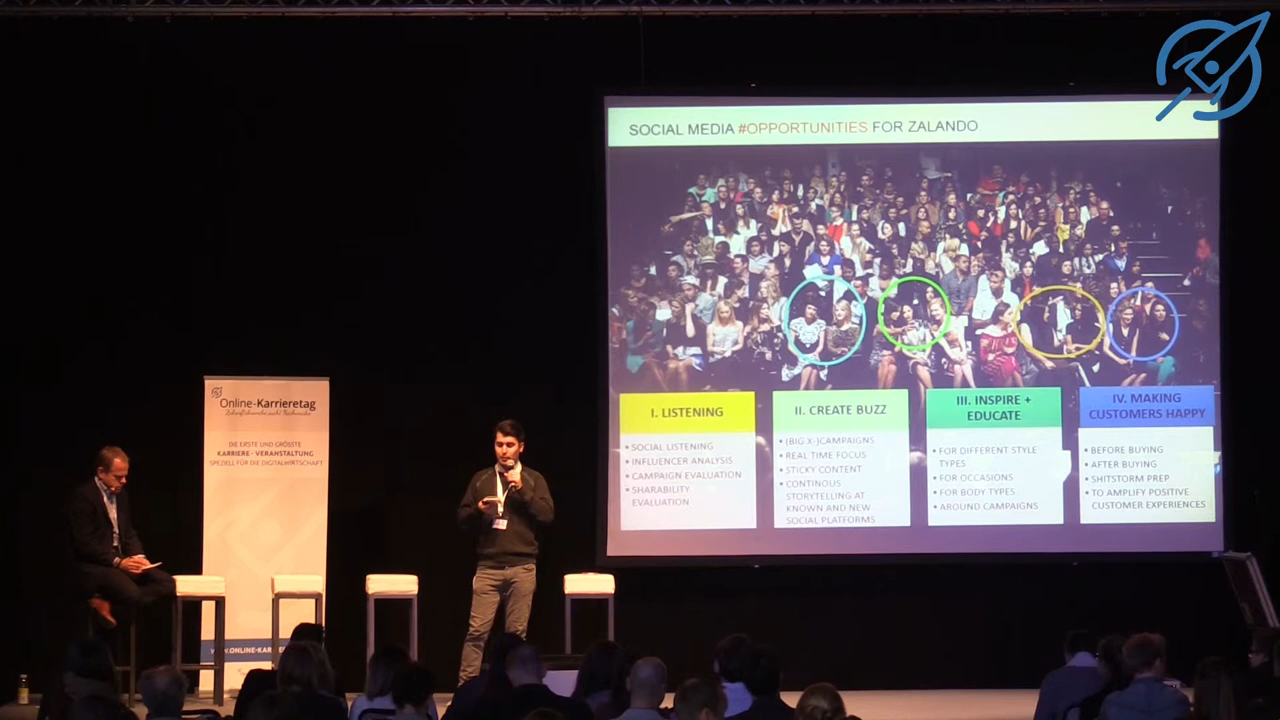 SOCIAL MEDIA #OPPORTUNITIES FOR ZALANDO
I. LISTENING
• SOCIAL LISTENING
• INFLUENCER ANALYSIS
• CAMPAIGN EVALUATION
• SHARABILITY
EVALUATION
II. CREATE BUZZ
• (BIG X-)CAMPAIGNS
• REAL TIME FOCUS
• STICKY CONTENT
• CONTINOUS
STORYTELLING AT
KNOWN AND NEW
SOCIAL PLATFORMS
III. INSPIRE +
EDUCATE
• FOR DIFFERENT STYLE
TYPES
• FOR OCCASIONS
• FOR BODY TYPES
• AROUND CAMPAIGNS
IV. MAKING
CUSTOMERS HAPPY
• BEFORE BUYING
• AFTER BUYING
• SHITSTORM PREP
• TO AMPLIFY POSITIVE
CUSTOMER EXPERIENCES
Online-Karrieretag
Zukunftsbranche sucht Nachwuchs
DIE ERSTE UND GRÖSSTE
KARRIERE - VERANSTALTUNG
SPEZIELL FÜR DIE DIGITALWIRTSCHAFT